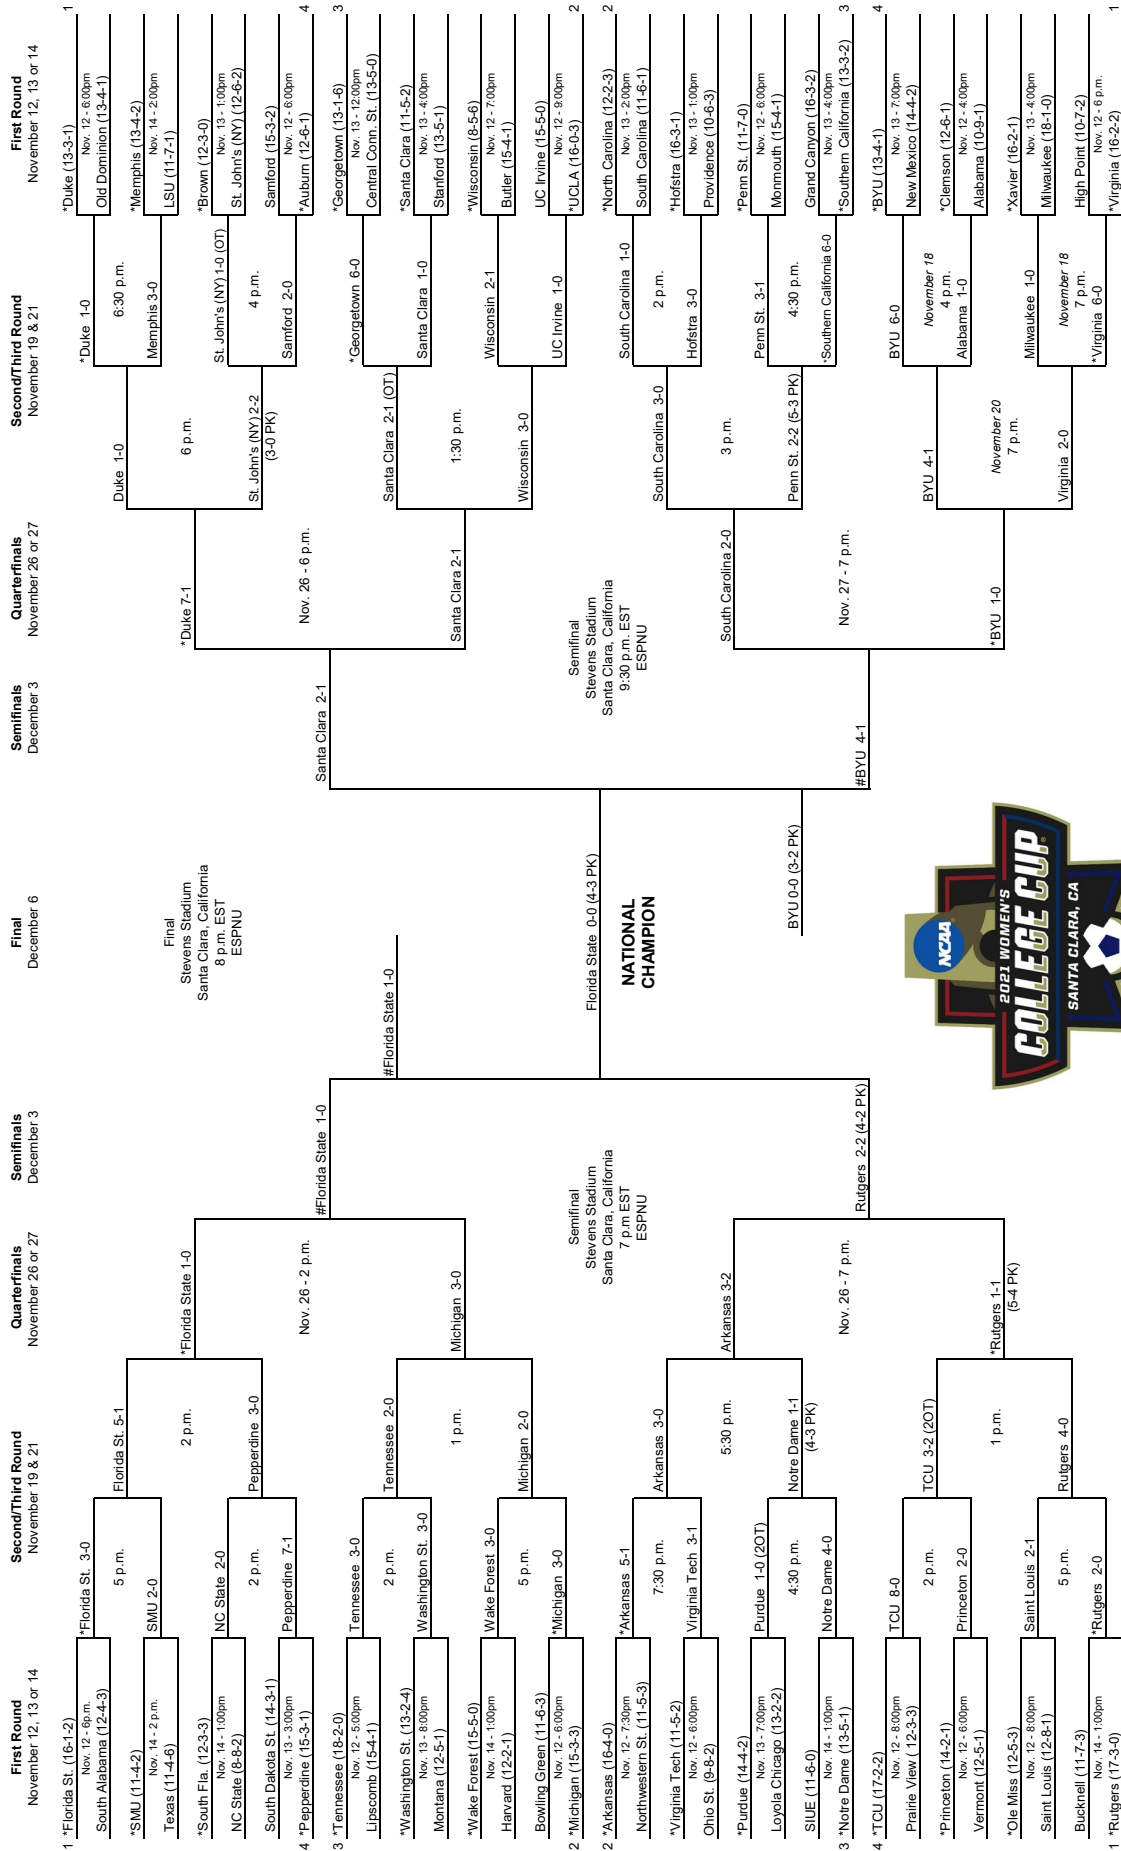 First Round
November 12, 13 or 14
Second/Third Round
November 19 & 21
Quarterfinals
November 26 or 27
Semifinals
December 3
Final
December 6
Semifinals
December 3
Quarterfinals
November 26 or 27
Second/Third Round
November 19 & 21
First Round
November 12, 13 or 14
1 *Florida St. (16-1-2)
Nov. 12 - 6p.m.
South Alabama (12-4-3)
*SMU (11-4-2)
Nov. 14 - 2 p.m.
Texas (11-4-6)
*South Fla. (12-3-3)
Nov. 14 - 1:00pm
NC State (8-8-2)
South Dakota St. (14-3-1)
Nov. 13 - 3:00pm
4 *Pepperdine (15-3-1)
3 *Tennessee (18-2-0)
Nov. 12 - 5:00pm
Lipscomb (15-4-1)
*Washington St. (13-2-4)
Nov. 13 - 8:00pm
Montana (12-5-1)
*Wake Forest (15-5-0)
Nov. 14 - 1:00pm
Harvard (12-2-1)
Bowling Green (11-6-3)
Nov. 12 - 6:00pm
2 *Michigan (15-3-3)
2 *Arkansas (16-4-0)
Nov. 12 - 7:30pm
Northwestern St. (11-5-3)
*Virginia Tech (11-5-2)
Nov. 12 - 6:00pm
Ohio St. (9-8-2)
*Purdue (14-4-2)
Nov. 13 - 7:00pm
Loyola Chicago (13-2-2)
SIUE (11-6-0)
Nov. 14 - 1:00pm
3 *Notre Dame (13-5-1)
4 *TCU (17-2-2)
Nov. 12 - 8:00pm
Prairie View ( 12-3-3)
*Princeton (14-2-1)
Nov. 12 - 6:00pm
Vermont (12-5-1)
*Ole Miss (12-5-3)
Nov. 12 - 8:00pm
Saint Louis (12-8-1)
Bucknell (11-7-3)
Nov. 14 - 1:00pm
1 *Rutgers (17-3-0)
*Florida St. 3-0
5 p.m.
SMU 2-0
NC State 2-0
2 p.m.
Pepperdine 7-1
Tennessee 3-0
2 p.m.
Washington St. 3-0
Wake Forest 3-0
5 p.m.
*Michigan 3-0
*Arkansas 5-1
7:30 p.m.
Virginia Tech 3-1
Purdue 1-0 (2OT)
4:30 p.m.
Notre Dame 4-0
TCU 8-0
2 p.m.
Princeton 2-0
Saint Louis 2-1
5 p.m.
*Rutgers 2-0
Florida St. 5-1
2 p.m.
Pepperdine 3-0
Tennessee 2-0
1 p.m.
Michigan 2-0
Arkansas 3-0
5:30 p.m.
Notre Dame 1-1
(4-3 PK)
TCU 3-2 (2OT)
1 p.m.
Rutgers 4-0
*Florida State 1-0
Nov. 26 - 2 p.m.
Michigan 3-0
Arkansas 3-2
Nov. 26 - 7 p.m.
*Rutgers 1-1
(5-4 PK)
#Florida State 1-0
Semifinal
Stevens Stadium
Santa Clara, California
7 p.m EST
ESPNU
Rutgers 2-2 (4-2 PK)
#Florida State 1-0
Final
Stevens Stadium
Santa Clara, California
8 p.m. EST
ESPNU
Florida State 0-0 (4-3 PK)
NATIONAL
CHAMPION
BYU 0-0 (3-2 PK)
NCAA
2021 WOMEN'S
COLLEGE CUP
SANTA CLARA, CA
Santa Clara 2-1
Semifinal
Stevens Stadium
Santa Clara, California
9:30 p.m. EST
ESPNU
#BYU 4-1
*Duke 7-1
Nov. 26 - 6 p.m.
Santa Clara 2-1
South Carolina 2-0
Nov. 27 - 7 p.m.
*BYU 1-0
Duke 1-0
6 p.m.
St. John's (NY) 2-2
(3-0 PK)
Santa Clara 2-1 (OT)
1:30 p.m.
Wisconsin 3-0
South Carolina 3-0
3 p.m.
Penn St. 2-2 (5-3 PK)
BYU 4-1
November 20
7 p.m.
Virginia 2-0
*Duke 1-0
6:30 p.m.
Memphis 3-0
St. John's (NY) 1-0 (OT)
4 p.m.
Samford 2-0
*Georgetown 6-0
Santa Clara 1-0
Wisconsin 2-1
UC Irvine 1-0
South Carolina 1-0
2 p.m.
Hofstra 3-0
Penn St. 3-1
4:30 p.m.
*Southern California 6-0
BYU 6-0
November 18
4 p.m.
Alabama 1-0
Milwaukee 1-0
November 18
7 p.m.
*Virginia 6-0
*Duke (13-3-1) 1
Nov. 12 - 6:00pm
Old Dominion (13-4-1)
*Memphis (13-4-2)
Nov. 14 - 2:00pm
LSU (11-7-1)
*Brown (12-3-0)
Nov. 13 - 1:00pm
St. John's (NY) (12-6-2)
Samford (15-3-2)
Nov. 12 - 6:00pm
*Auburn (12-6-1) 4
*Georgetown (13-1-6) 3
Nov. 13 - 12:00pm
Central Conn. St. (13-5-0)
*Santa Clara (11-5-2)
Nov. 13 - 4:00pm
Stanford (13-5-1)
*Wisconsin (8-5-6)
Nov. 12 - 7:00pm
Butler (15-4-1)
UC Irvine (15-5-0)
Nov. 12 - 9:00pm
*UCLA (16-0-3) 2
*North Carolina (12-2-3) 2
Nov. 13 - 2:00pm
South Carolina (11-6-1)
*Hofstra (16-3-1)
Nov. 13 - 1:00pm
Providence (10-6-3)
*Penn St. (11-7-0)
Nov. 12 - 6:00pm
Monmouth (15-4-1)
Grand Canyon (16-3-2)
Nov. 13 - 4:00pm
*Southern California (13-3-2) 3
*BYU (13-4-1) 4
Nov. 13 - 7:00pm
New Mexico (14-4-2)
*Clemson (12-6-1)
Nov. 12 - 4:00pm
Alabama (10-9-1)
*Xavier (16-2-1)
Nov. 13 - 4:00pm
Milwaukee (18-1-0)
High Point (10-7-2)
Nov. 12 - 6 p.m.
*Virginia (16-2-2) 1